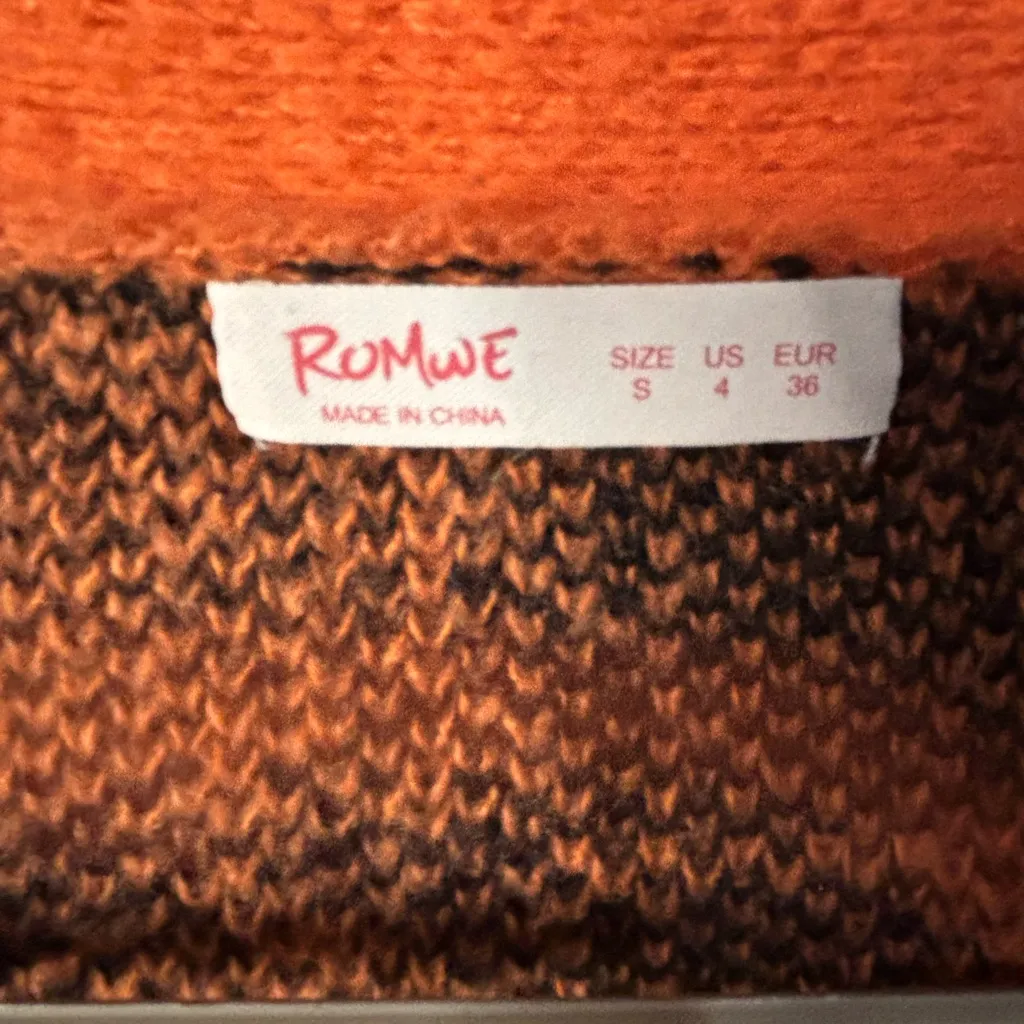 ROMWE
MADE IN CHINA
SIZE US EUR
S 4 36